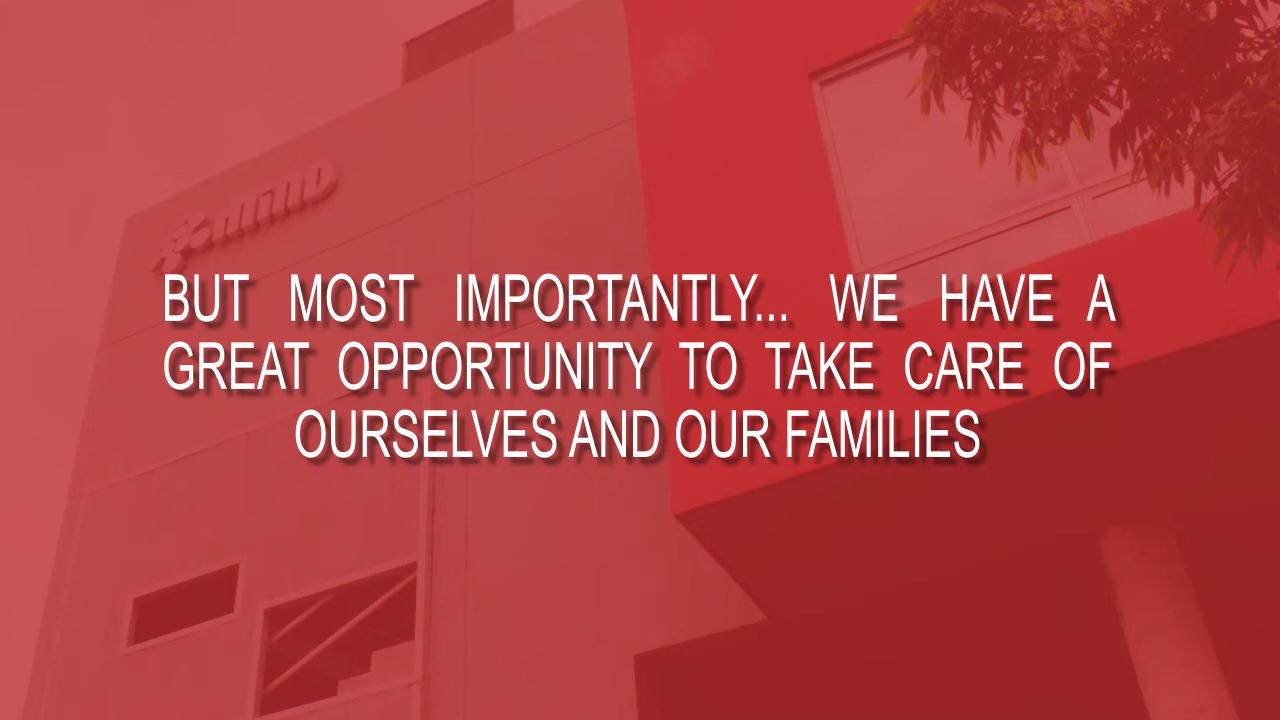 BUT MOST IMPORTANTLY... WE HAVE A
GREAT OPPORTUNITY TO TAKE CARE OF
OURSELVES AND OUR FAMILIES